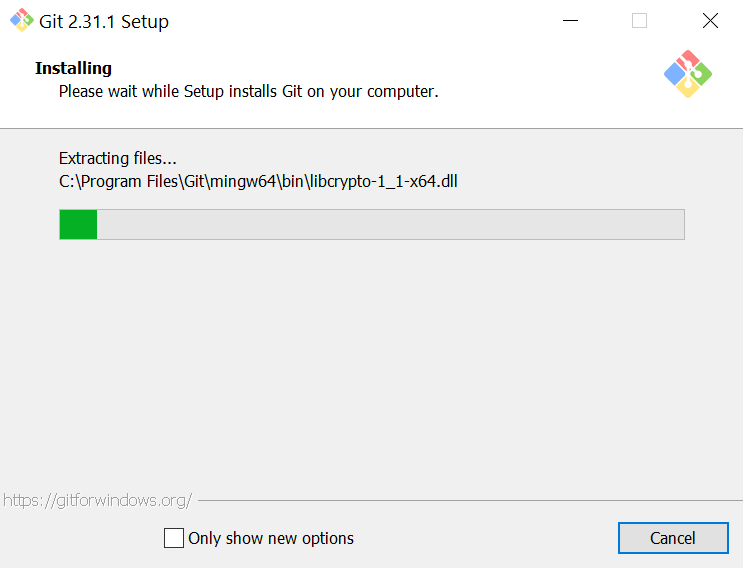 Git 2.31.1 Setup
Installing
Please wait while Setup installs Git on your computer.
Extracting files...
C:\Program Files\Git\mingw64\bin\libcrypto-1_1-x64.dll
https://gitforwindows.org/
Only show new options
Cancel